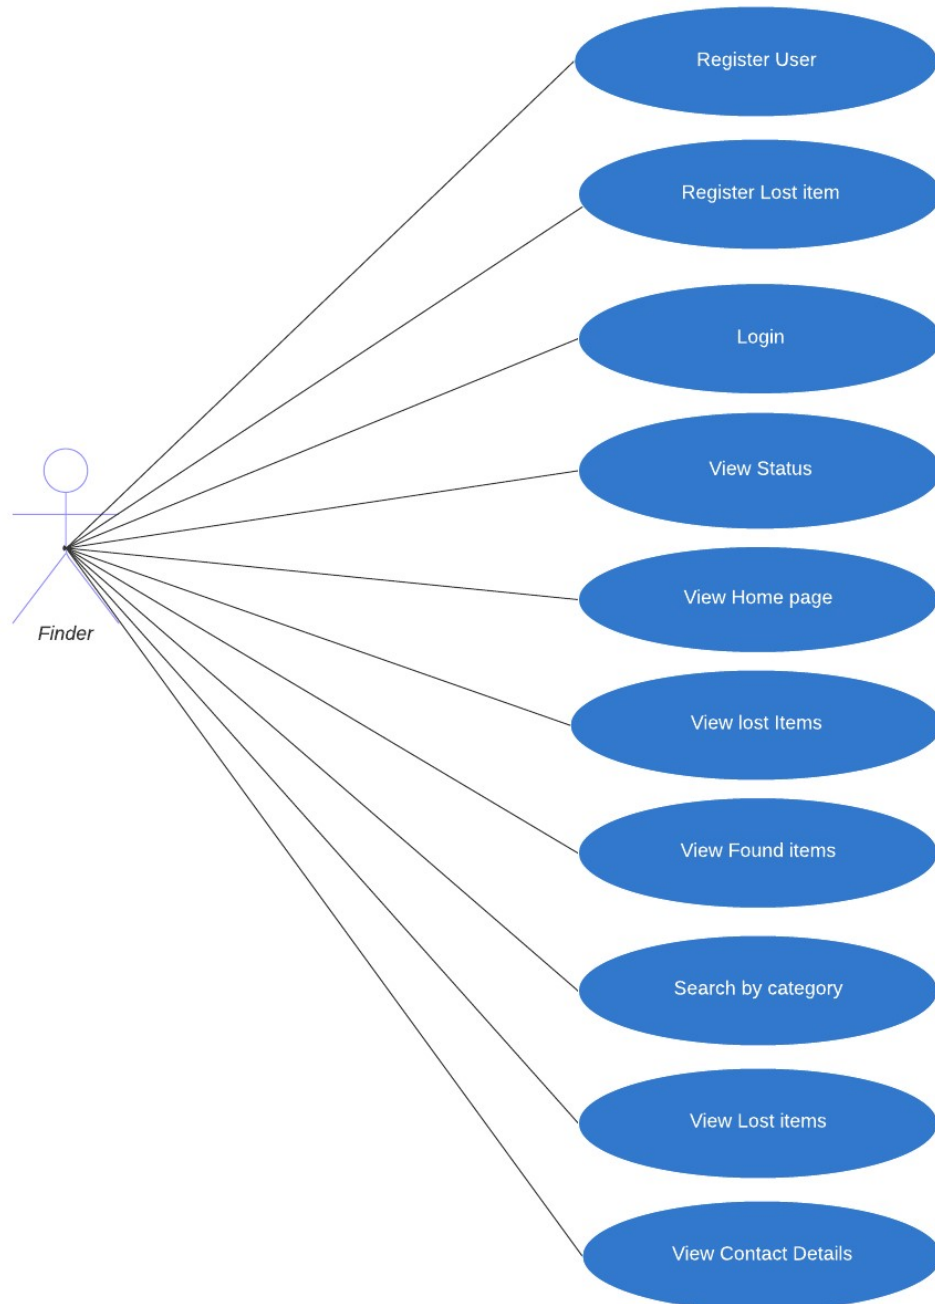 Register User
Register Lost item
Login
View Status
View Home page
Finder
View lost Items
View Found items
Search by category
View Lost items
View Contact Details